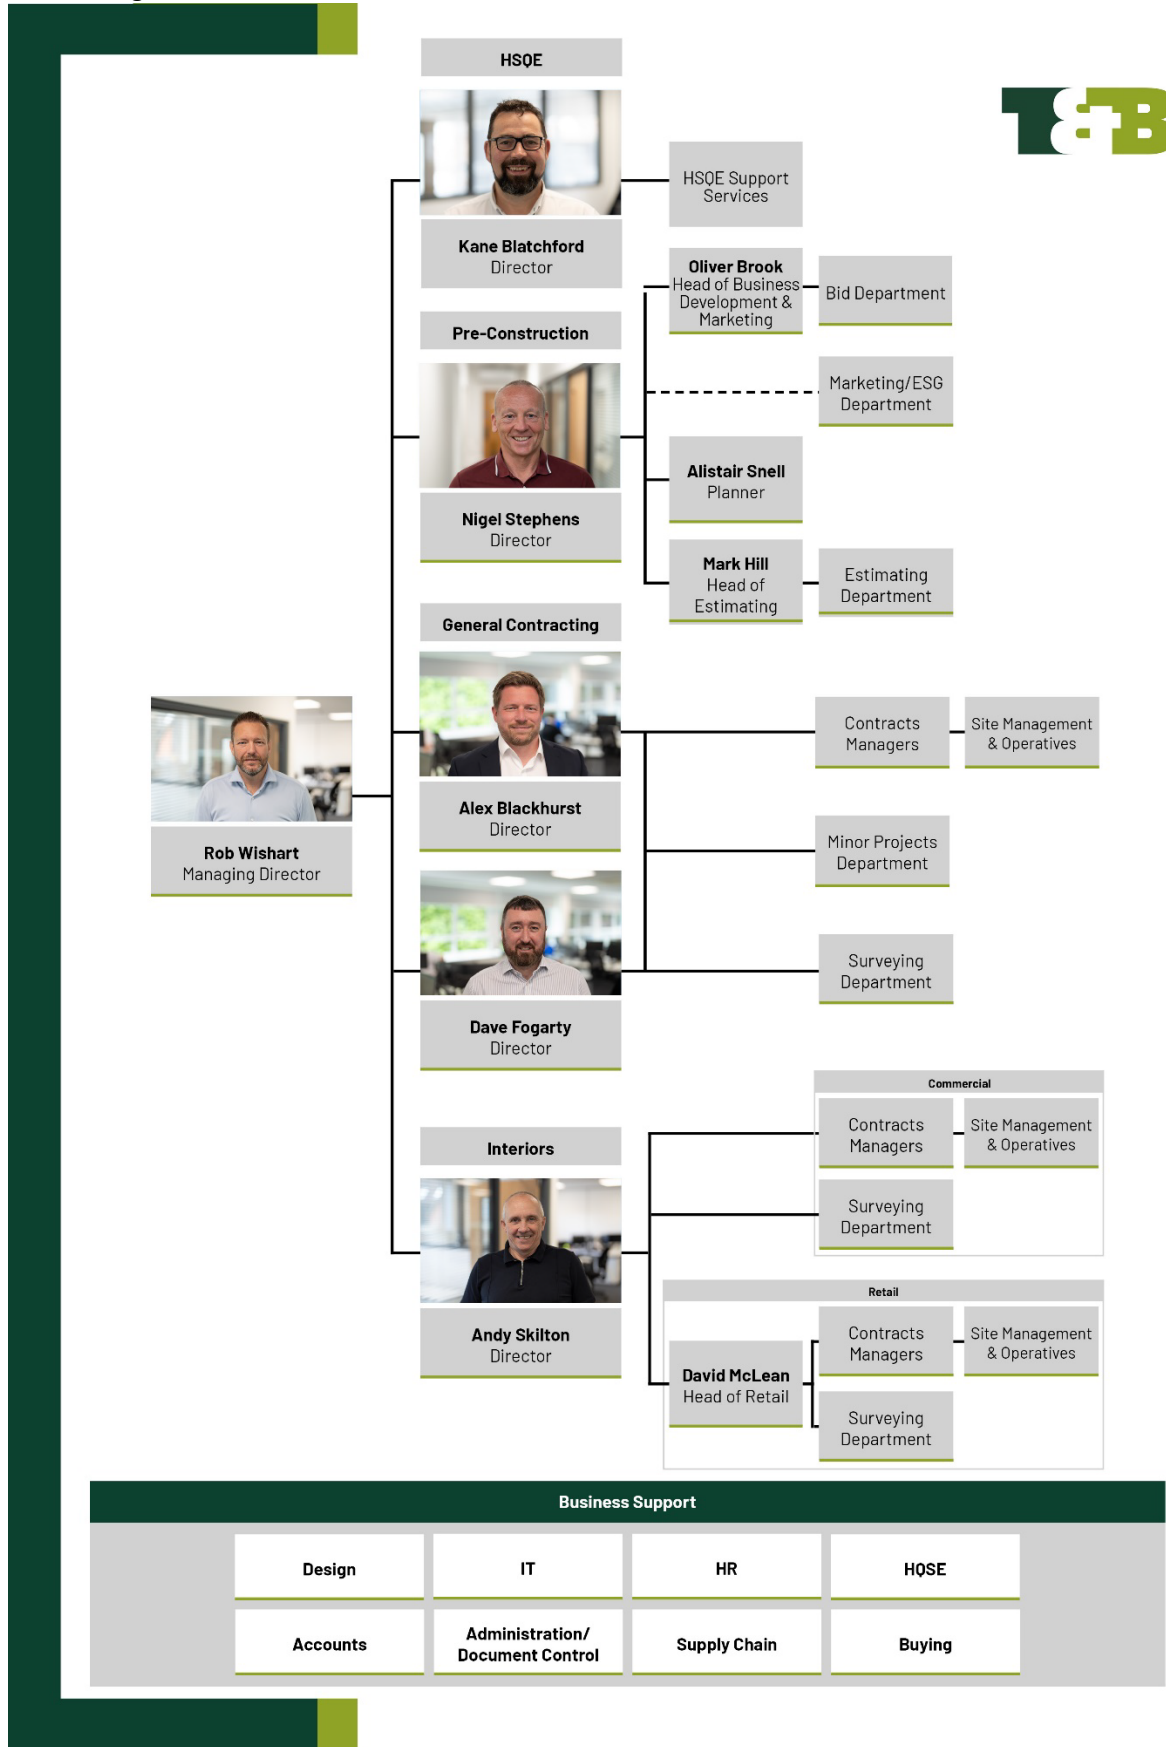 HSQE
T&B
HSQE Support
Services
Kane Blatchford
Director
Oliver Brook
Head of Business
Development &
Marketing
Bid Department
Pre-Construction
Marketing/ESG
Department
Alistair Snell
Planner
Nigel Stephens
Director
Mark Hill
Head of
Estimating
Estimating
Department
General Contracting
Contracts
Managers
Site Management
& Operatives
Alex Blackhurst
Director
Rob Wishart
Managing Director
Minor Projects
Department
Surveying
Department
Dave Fogarty
Director
Commercial
Contracts
Managers
Site Management
& Operatives
Interiors
Surveying
Department
Retail
Contracts
Managers
Site Management
& Operatives
Andy Skilton
Director
David McLean
Head of Retail
Surveying
Department
Business Support
Design
IT
HR
HQSE
Accounts
Administration/
Document Control
Supply Chain
Buying